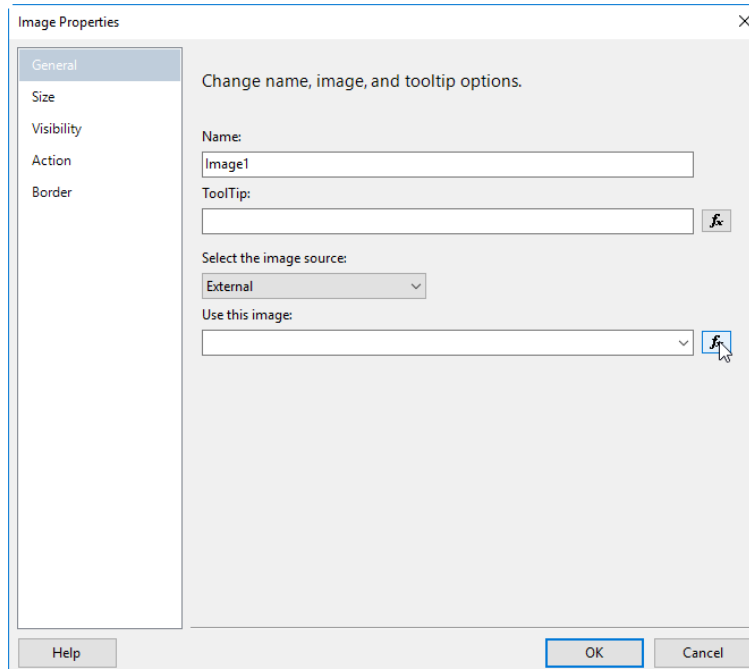 Image Properties
General
Size
Visibility
Action
Border
Change name, image, and tooltip options.
Name:
Image1
ToolTip:
fx
Select the image source:
External
Use this image:
fx
Help
OK
Cancel